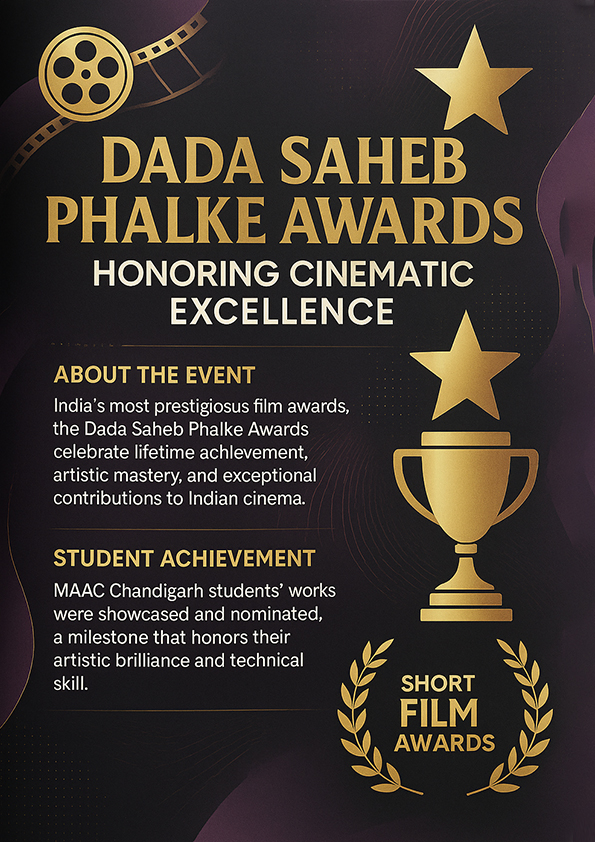 DADA SAHEB
PHALKE AWARDS
HONORING CINEMATIC
EXCELLENCE
ABOUT THE EVENT
India's most prestigiosus film awards,
the Dada Saheb Phalke Awards
celebrate lifetime achievement,
artistic mastery, and exceptional
contributions to Indian cinema.
STUDENT ACHIEVEMENT
MAAC Chandigarh students' works
were showcased and nominated,
a milestone that honors their
artistic brilliance and technical
skill.
SHORT
FILM
AWARDS